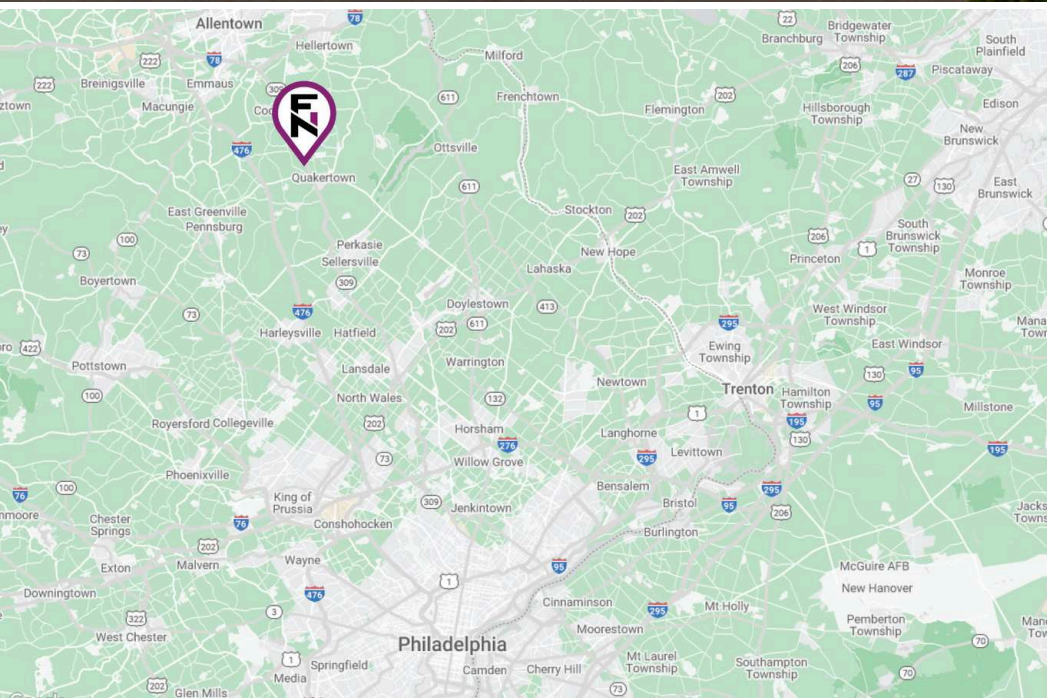 Allentown
78
22
Bridgewater
Township
Branchburg
South
Plainfield
Hellertown
222
78
Milford
206
287
Piscataway
222
Breinigsville
Emmaus
309
Macungie
611
Frenchtown
202
Flemington
Hillsborough
Township
Edison
FN
New
Brunswick
476
Ottsville
Quakertown
611
East Amwell
Township
27
130
East
Brunswick
East Greenville
Pennsburg
Stockton
202
100
73
Perkasie
Sellersville
New Hope
206
1
South
Brunswick
Township
Princeton
Lahaska
Boyertown
309
Monroe
Township
73
476
Doylestown
413
202
611
295
West Windsor
Township
Harleysville
Hatfield
422
Ewing
Township
East Windsor
Pottstown
Lansdale
Warrington
130
95
100
North Wales
132
Newtown
Trenton
Hamilton
Township
95
Millstone
Royersford
Collegeville
202
Horsham
276
1
195
130
Langhorne
195
73
Willow Grove
295
Levittown
Phoenixville
76
100
King of
Prussia
309
Jenkintown
Bensalem
Bristol
95
295
206
Chester
Springs
76
Conshohocken
Burlington
202
Malvern
Wayne
Exton
95
McGuire AFB
New Hanover
1
Downingtown
476
Cinnaminson
295
Mt Holly
322
3
Moorestown
Pemberton
Township
West Chester
Philadelphia
70
1
Media
Springfield
Camden
Cherry Hill
Mt Laurel
Township
Southampton
Township
70
202
Glen Mills
73